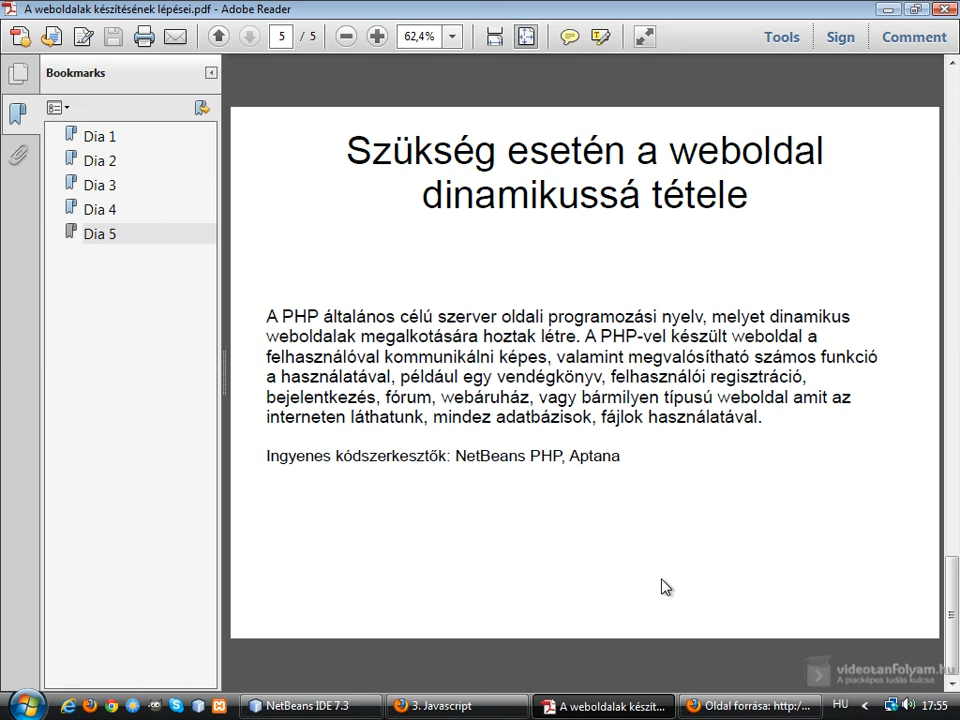 A weboldalak készítésének lépései.pdf - Adobe Reader
5 / 5
62,4%
Tools
Sign
Comment
Bookmarks
Dia 1
Dia 2
Dia 3
Dia 4
Dia 5
Szükség esetén a weboldal
dinamikussá tétele
A PHP általános célú szerver oldali programozási nyelv, melyet dinamikus
weboldalak megalkotására hoztak létre. A PHP-vel készült weboldal a
felhasználóval kommunikálni képes, valamint megvalósítható számos funkció
a használatával, például egy vendégkönyv, felhasználói regisztráció,
bejelentkezés, fórum, webáruház, vagy bármilyen típusú weboldal amit az
interneten láthatunk, mindez adatbázisok, fájlok használatával.
Ingyenes kódszerkesztők: NetBeans PHP, Aptana
videotanfolyam.hu
A piacképes tudás kulcsa
NetBeans IDE 7.3
3. Javascript
A weboldalak készít...
Oldal forrása: http:/...
HU
17:55